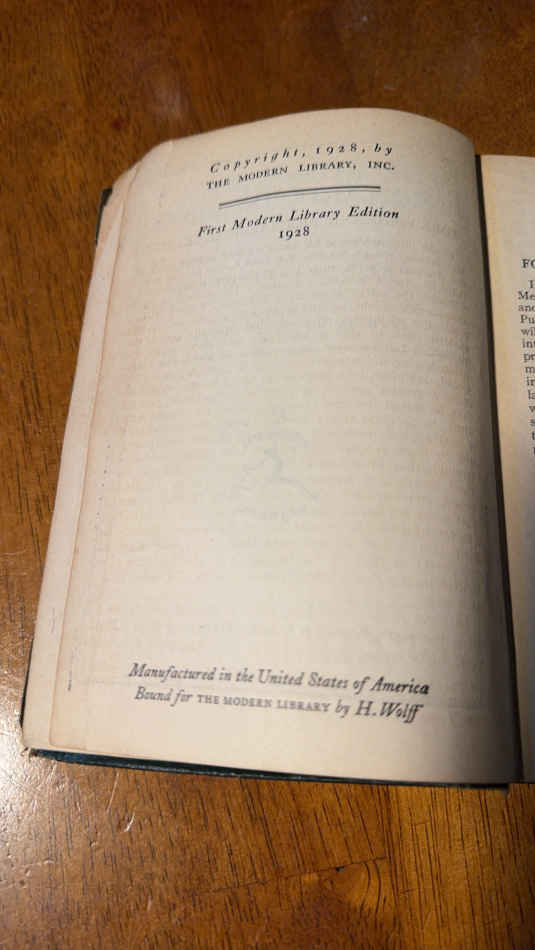 Copyright, 1928, by
THE MODERN LIBRARY, INC.
First Modern Library Edition
1928
Manufactured in the United States of America
Bound for THE MODERN LIBRARY by H. Wolff